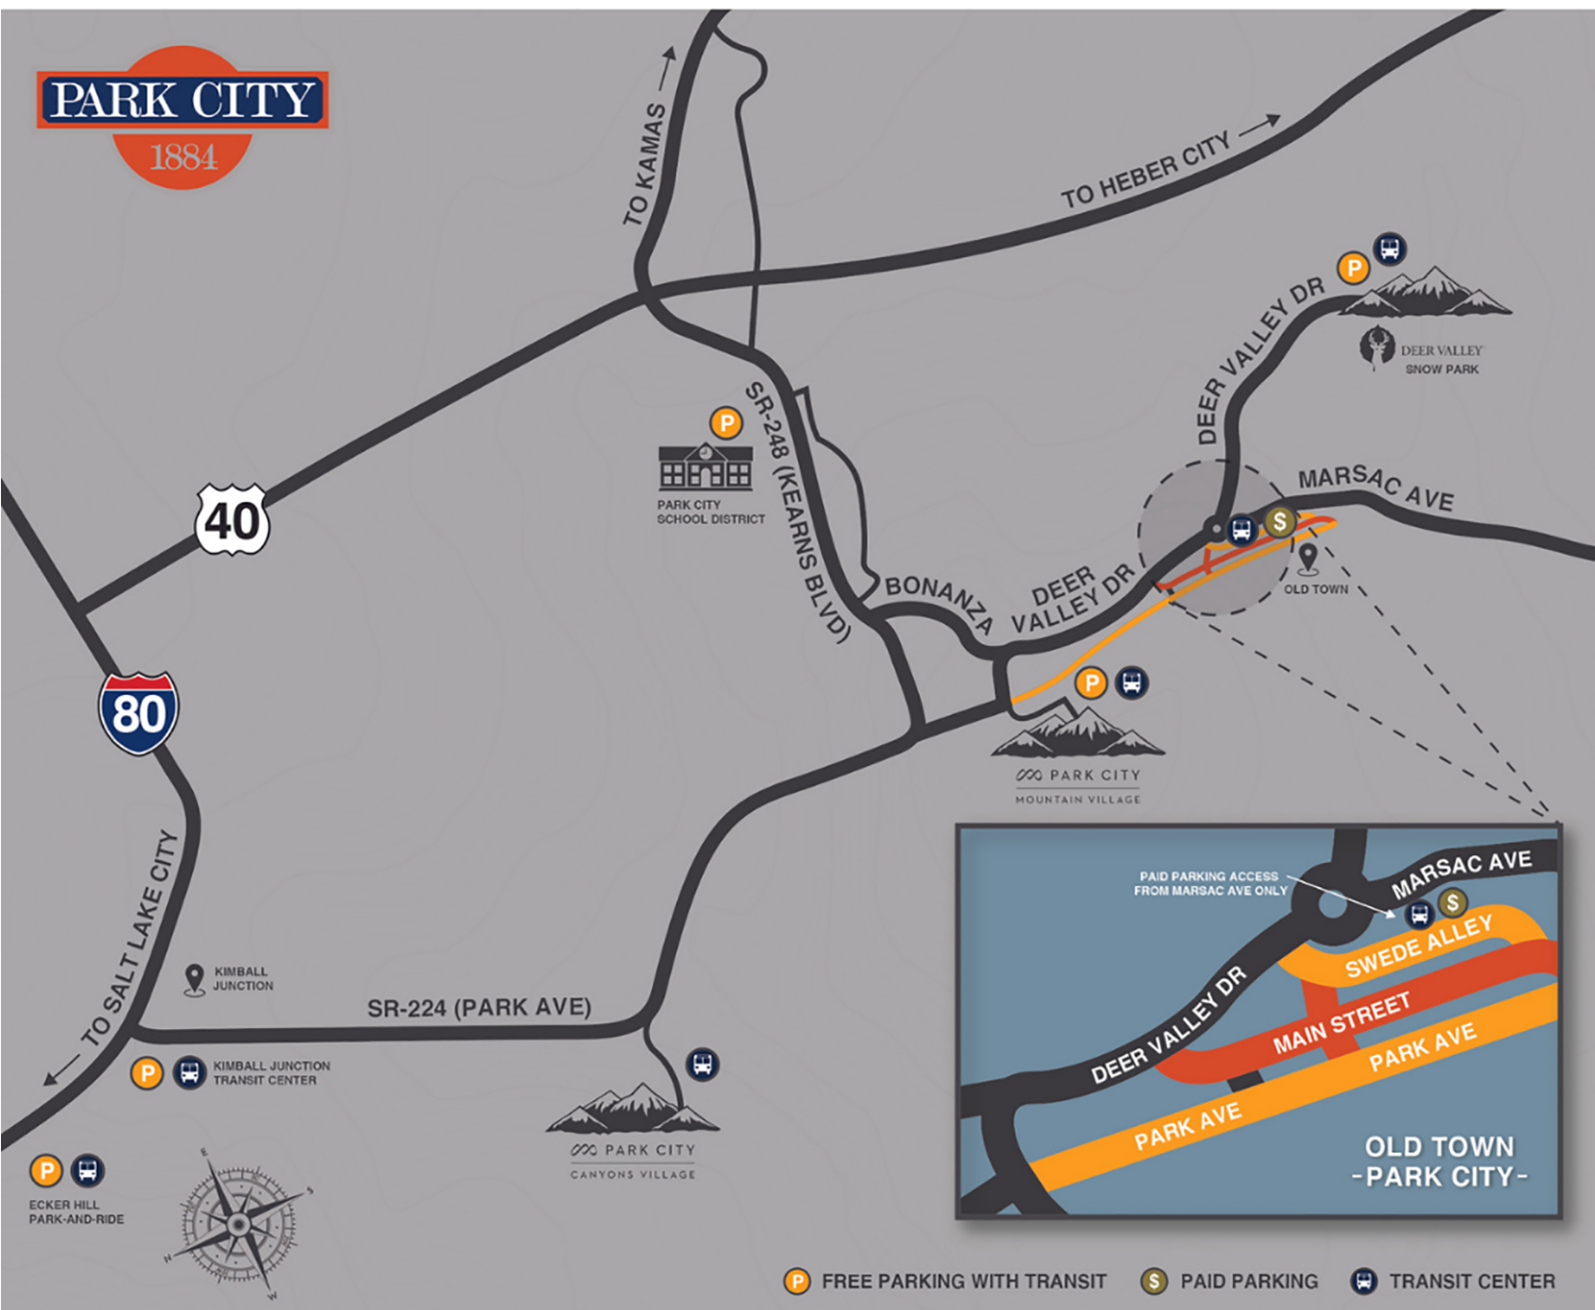 PARK CITY
1884
TO KAMAS
TO HEBER CITY
DEER VALLEY DR
P
DEER VALLEY
SNOW PARK
SR-248 (KEARNS BLVD)
P
PARK CITY
SCHOOL DISTRICT
MARSAC AVE
$
OLD TOWN
40
BONANZA
DEER
VALLEY DR
P
PARK CITY
MOUNTAIN VILLAGE
80
TO SALT LAKE CITY
KIMBALL
JUNCTION
SR-224 (PARK AVE)
P
KIMBALL JUNCTION
TRANSIT CENTER
PARK CITY
CANYONS VILLAGE
P
ECKER HILL
PARK-AND-RIDE
E
S
N
W
PAID PARKING ACCESS
FROM MARSAC AVE ONLY
MARSAC AVE
$
SWEDE ALLEY
DEER VALLEY DR
MAIN STREET
PARK AVE
PARK AVE
OLD TOWN
-PARK CITY-
P FREE PARKING WITH TRANSIT
$ PAID PARKING
TRANSIT CENTER